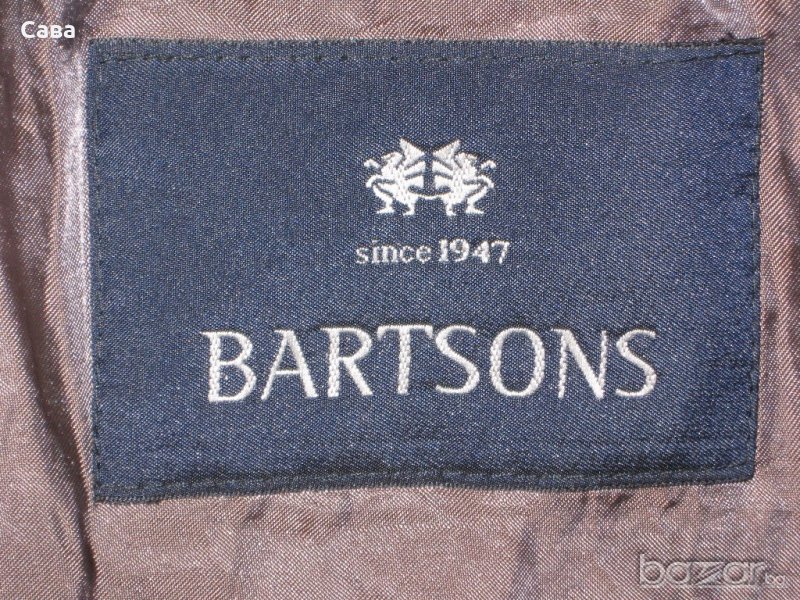 Сава
since 1947
BARTSONS
bazar.bg